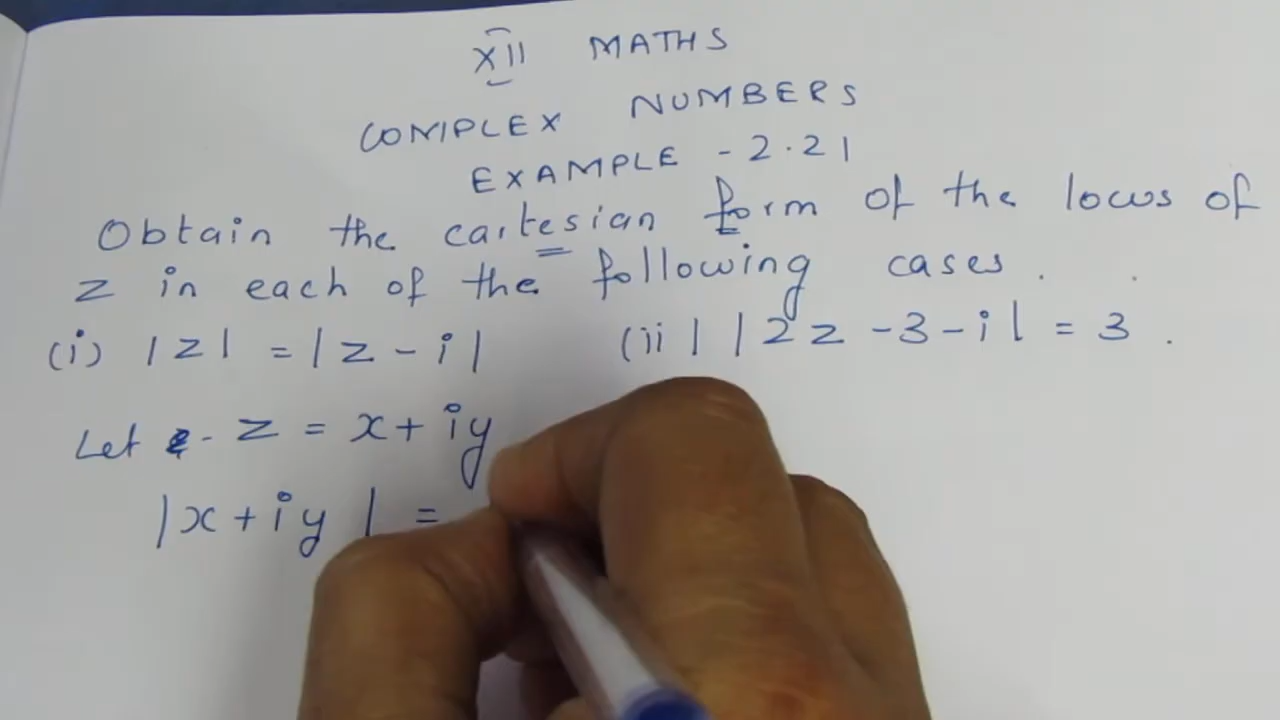 XII MATHS
COMPLEX NUMBERS
EXAMPLE - 2.21
Obtain the cartesian form of the locus of
z in each of the following cases.
(i) |z| = |z - i| (ii) |2z - 3 - i| = 3.
Let z = x + iy
|x + iy| =